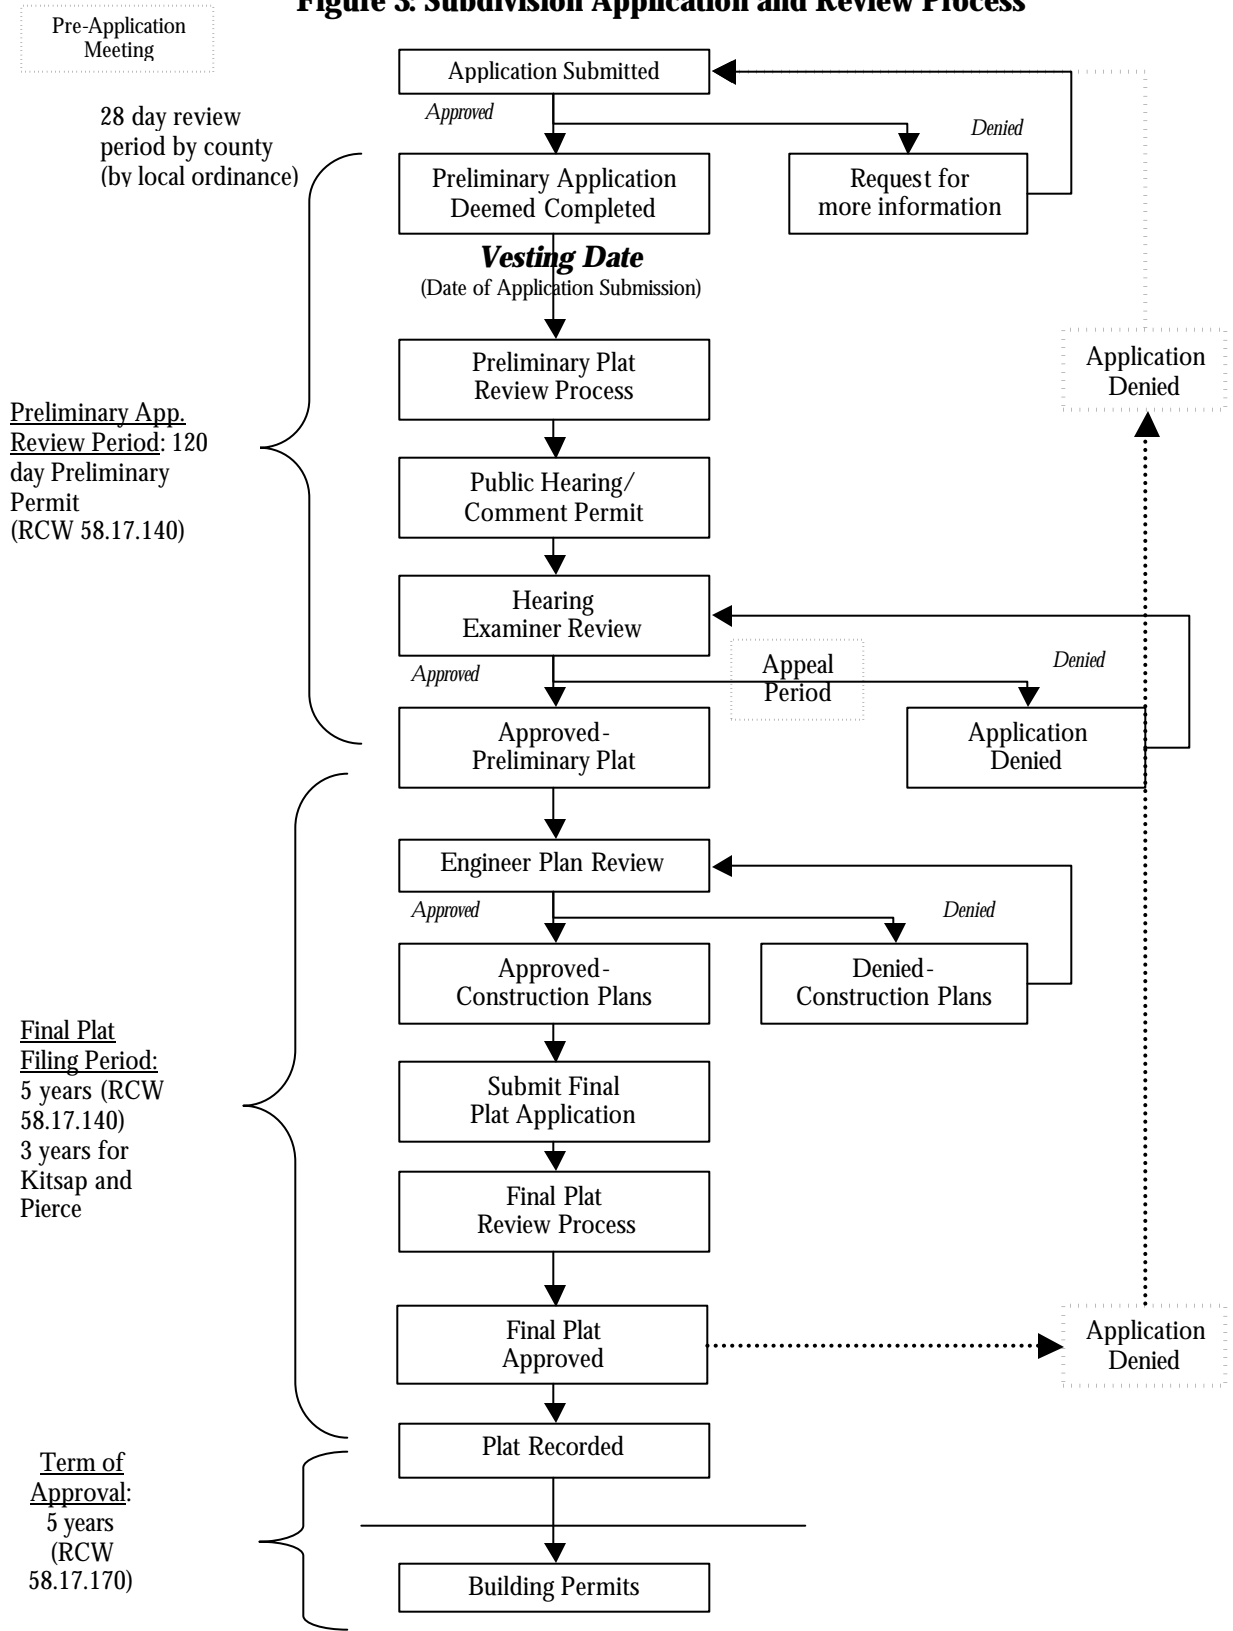 Figure 3: Subdivision Application and Review Process
Pre-Application
Meeting
Application Submitted
28 day review
period by county
(by local ordinance)
Approved
Denied
Preliminary Application
Deemed Completed
Request for
more information
Vesting Date
(Date of Application Submission)
Preliminary Plat
Review Process
Application
Denied
Preliminary App.
Review Period: 120
day Preliminary
Permit
(RCW 58.17.140)
Public Hearing/
Comment Permit
Hearing
Examiner Review
Approved
Appeal
Period
Denied
Approved-
Preliminary Plat
Application
Denied
Engineer Plan Review
Approved
Denied
Approved-
Construction Plans
Denied-
Construction Plans
Final Plat
Filing Period:
5 years (RCW
58.17.140)
3 years for
Kitsap and
Pierce
Submit Final
Plat Application
Final Plat
Review Process
Final Plat
Approved
Application
Denied
Plat Recorded
Term of
Approval:
5 years
(RCW
58.17.170)
Building Permits